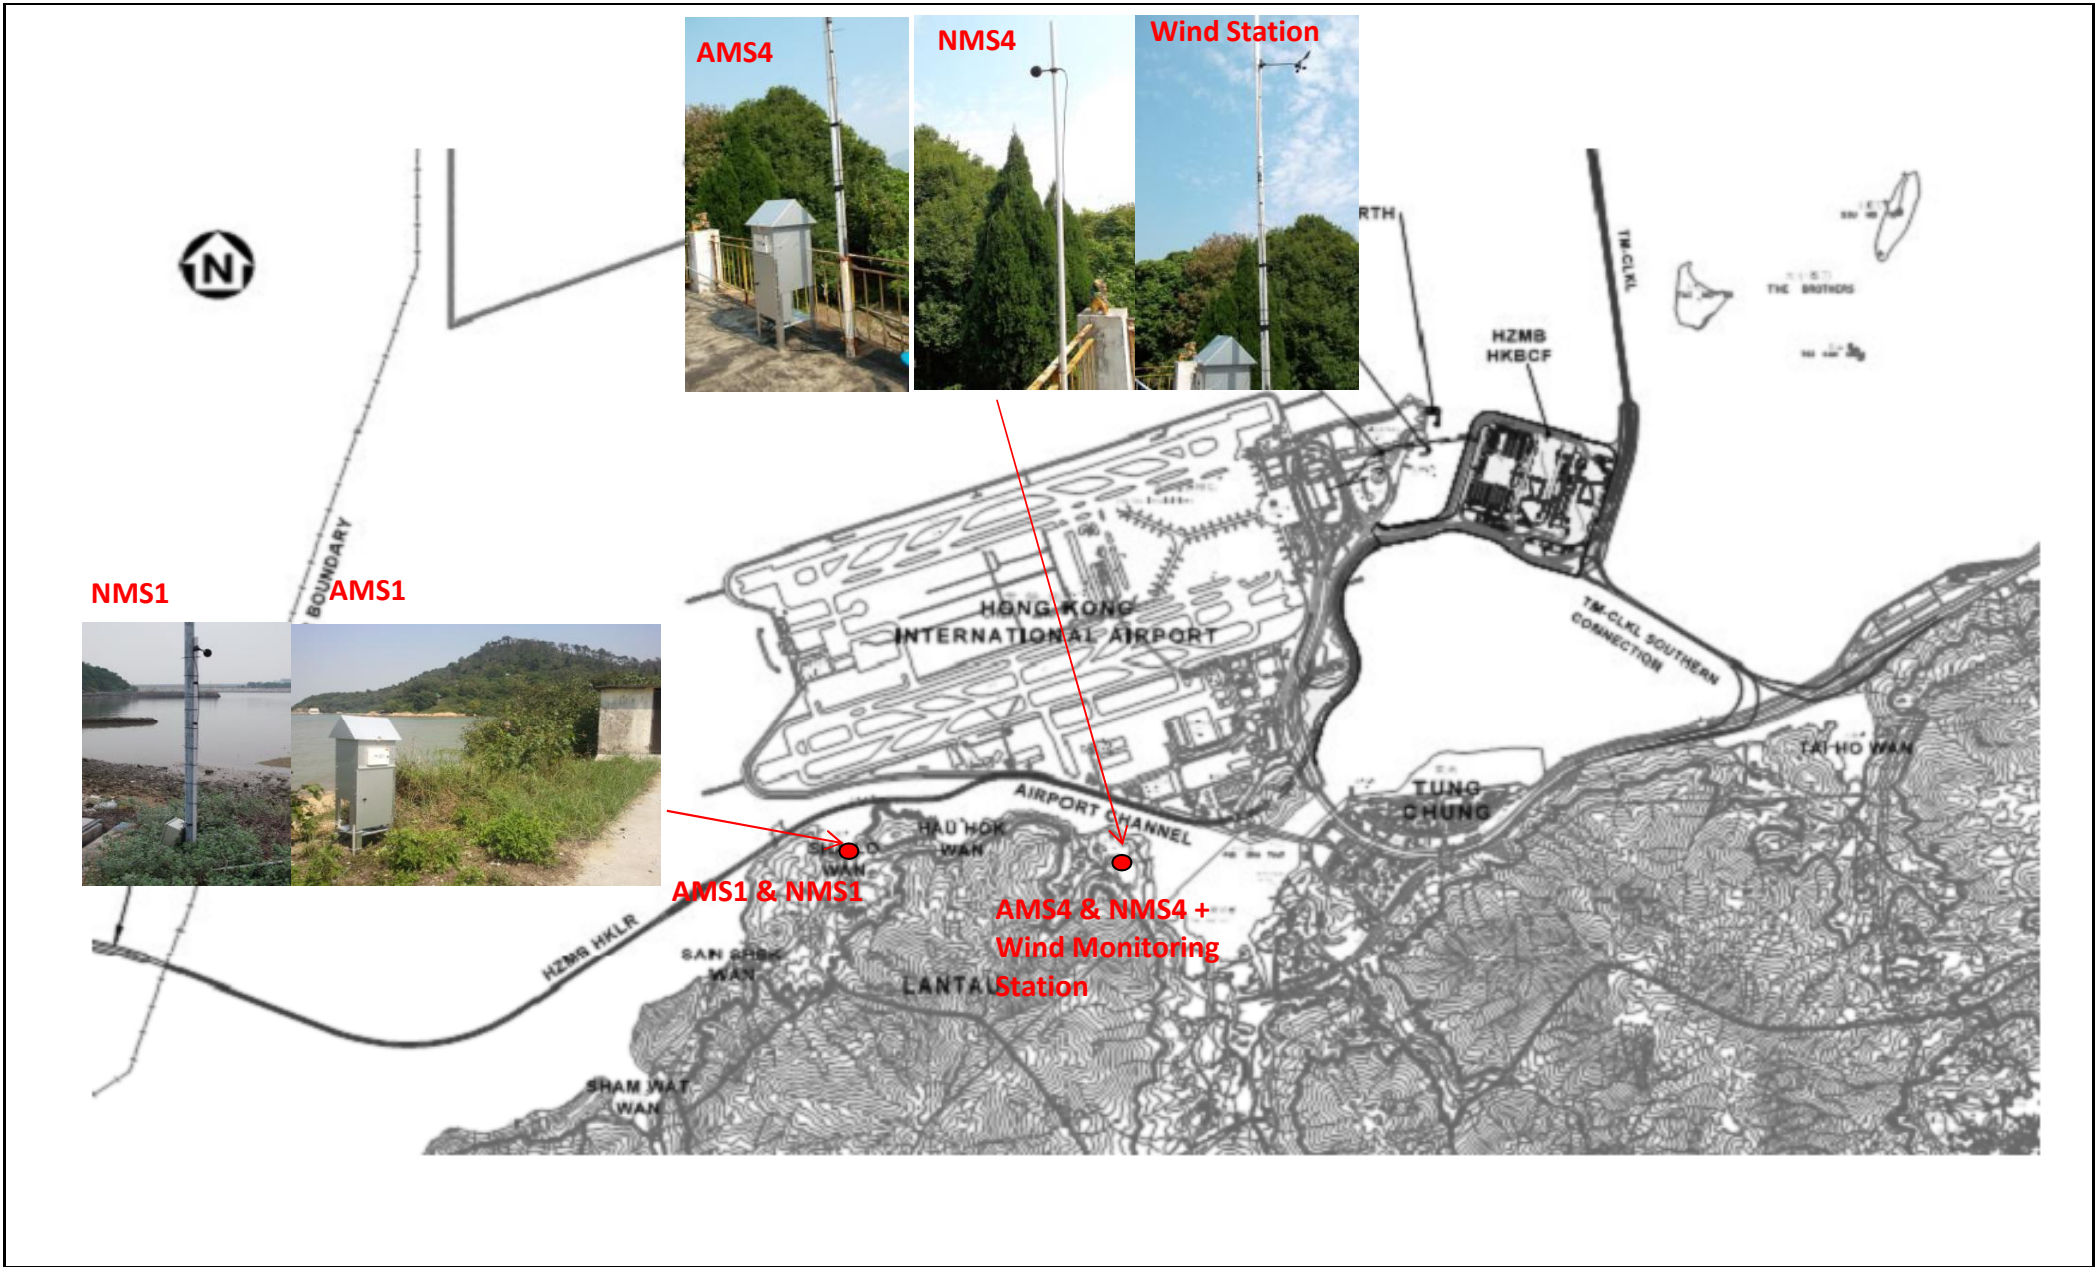 AMS4
NMS4
Wind Station
RTH
TM-CLKL
THE BROTHERS
HZMB
HKBCF
N
BOUNDARY
NMS1
AMS1
HONG KONG
INTERNATIONAL AIRPORT
TM-CLKL SOUTHERN
CONNECTION
TAI HO WAN
TUNG
CHUNG
AIRPORT CHANNEL
HAU HOK
WAN
WAN
AMS1 & NMS1
AMS4 & NMS4 +
Wind Monitoring
Station
HZMB HKLR
SAN SHEK
WAN
LANTAU
SHAM WAT
WAN